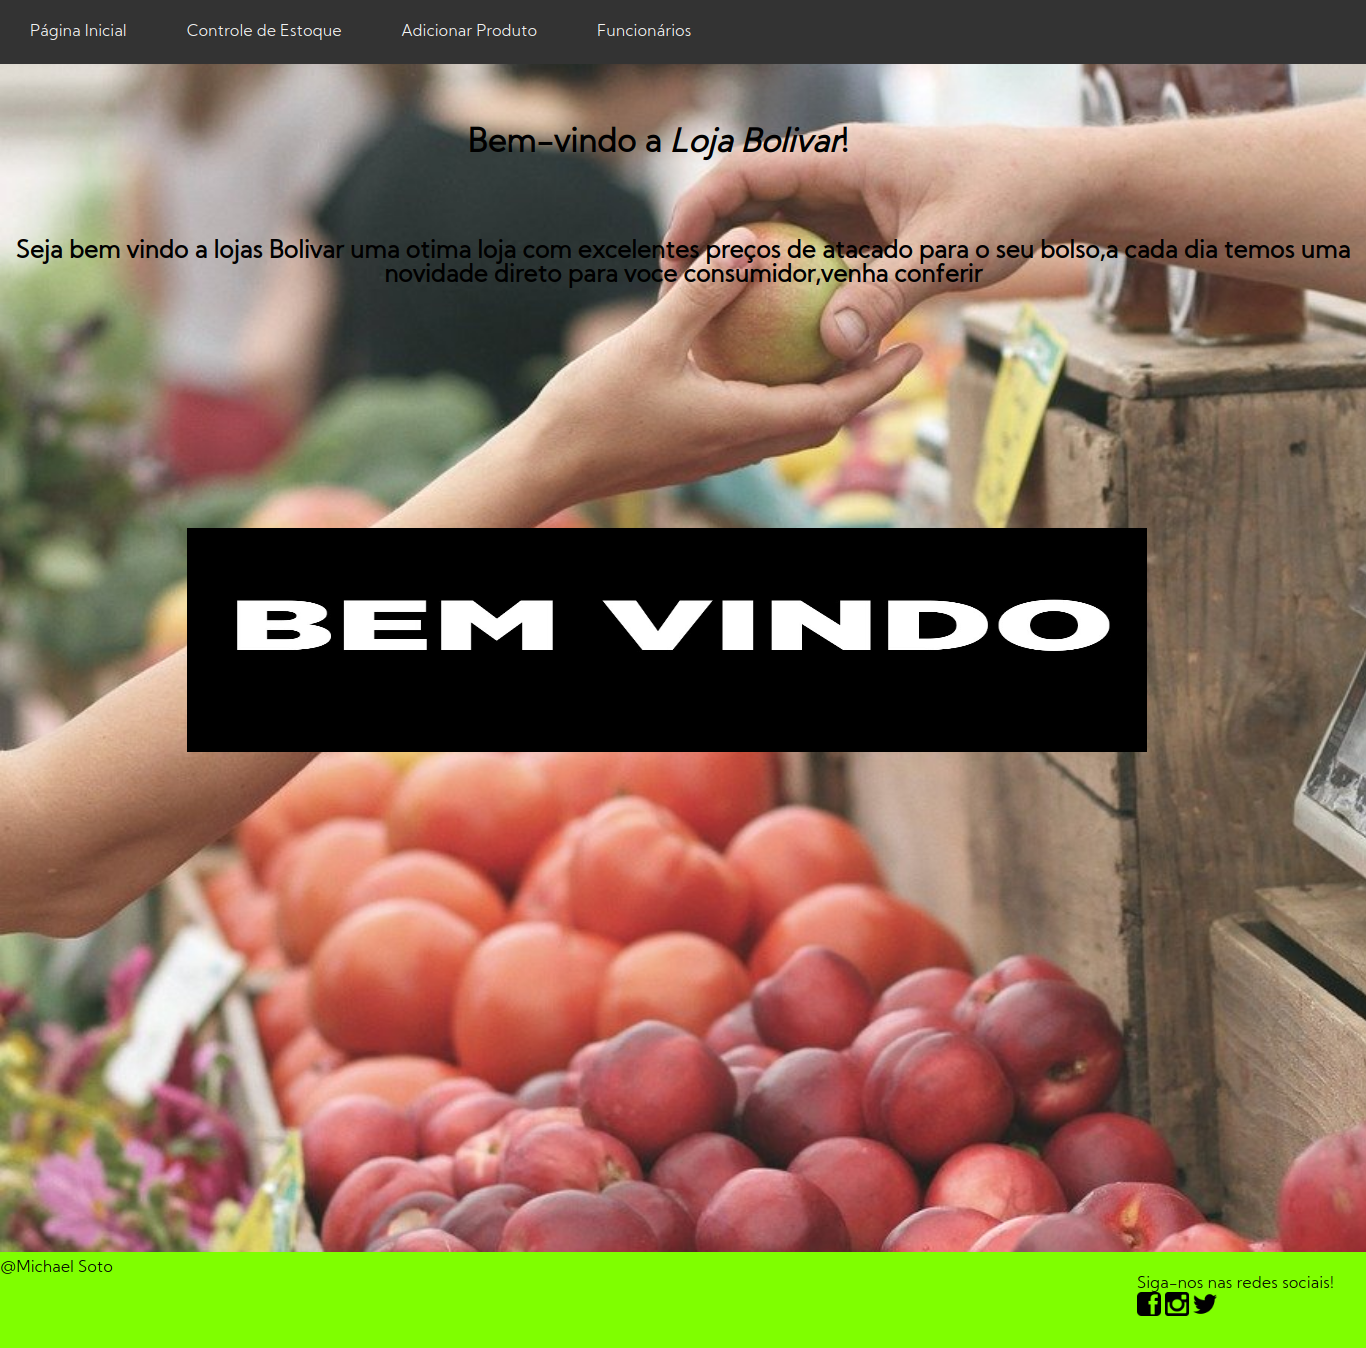 Página Inicial Controle de Estoque Adicionar Produto Funcionários
Bem-vindo a Loja Bolivar!
Seja bem vindo a lojas Bolivar uma otima loja com excelentes preços de atacado para o seu bolso,a cada dia temos uma
novidade direto para voce consumidor,venha conferir
BEM VINDO
@Michael Soto
Siga-nos nas redes sociais!